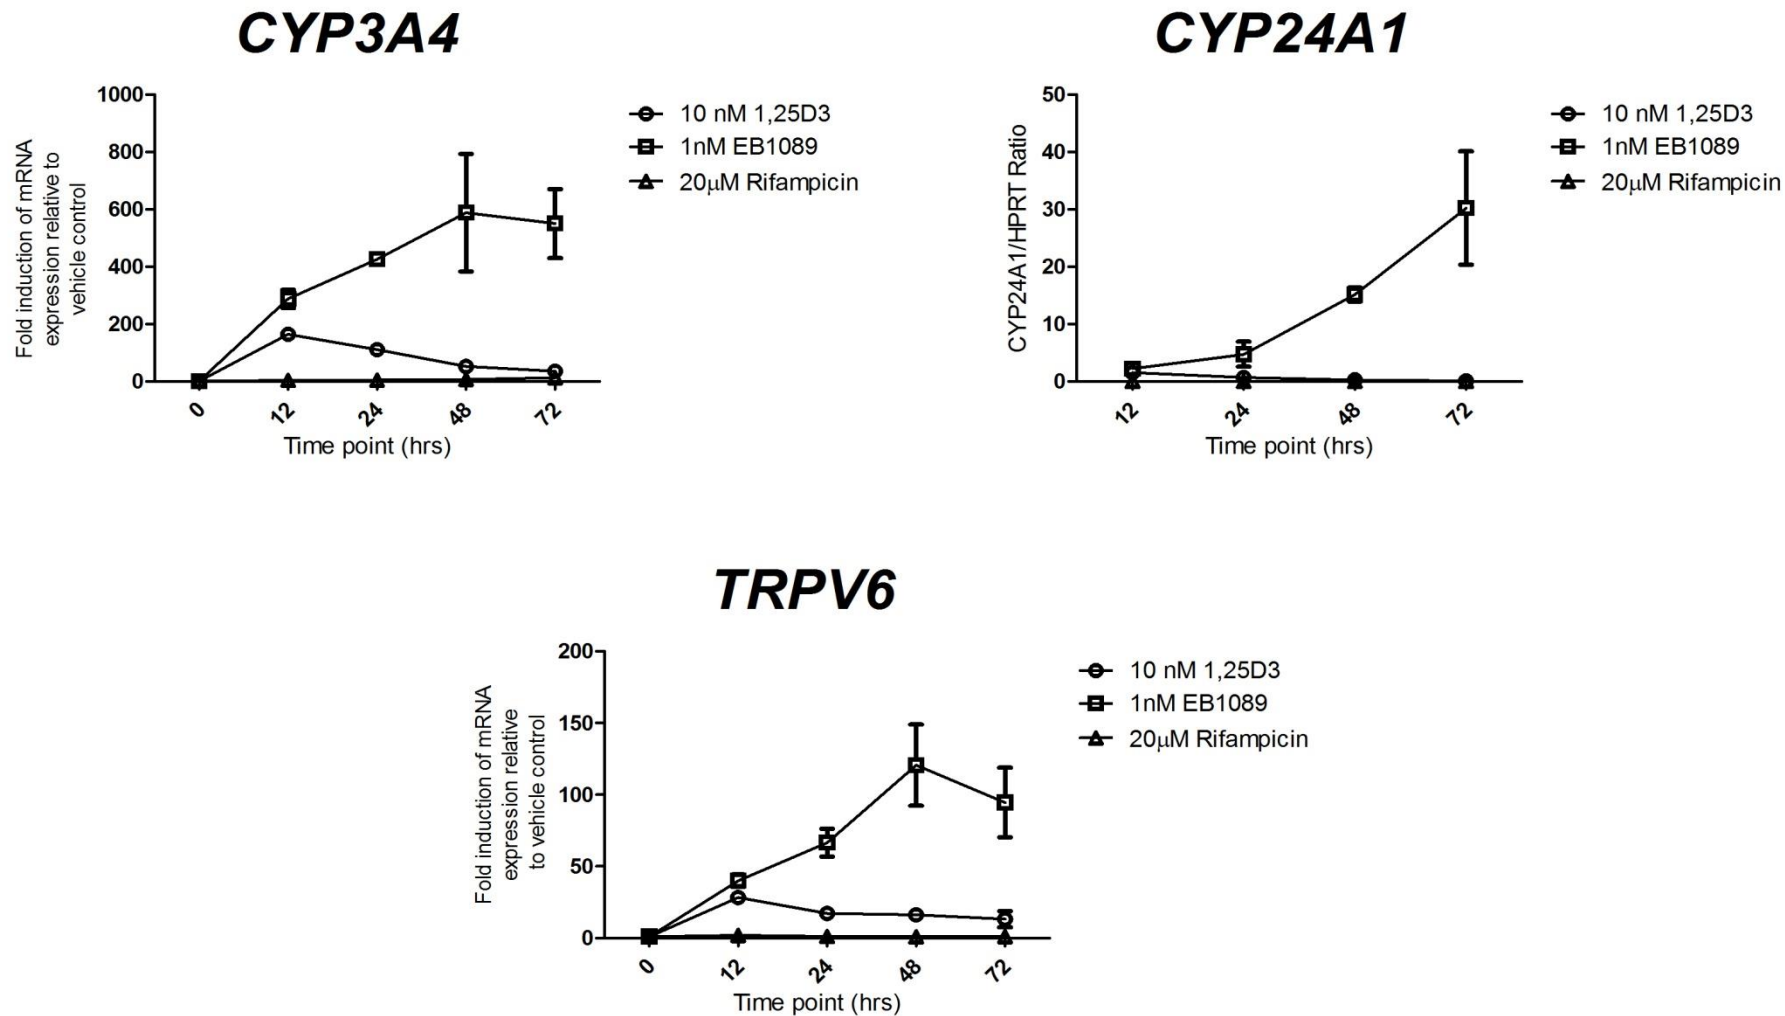 CYP3A4
Fold induction of mRNA
expression relative to
vehicle control
1000
800
600
400
200
0
0
12
24
48
72
Time point (hrs)
10 nM 1,25D3
1nM EB1089
20μM Rifampicin
CYP24A1
CYP24A1/HPRT Ratio
50
40
30
20
10
0
12
24
48
72
Time point (hrs)
10 nM 1,25D3
1nM EB1089
20μM Rifampicin
TRPV6
Fold induction of mRNA
expression relative
to vehicle control
200
150
100
50
0
0
12
24
48
72
Time point (hrs)
10 nM 1,25D3
1nM EB1089
20μM Rifampicin